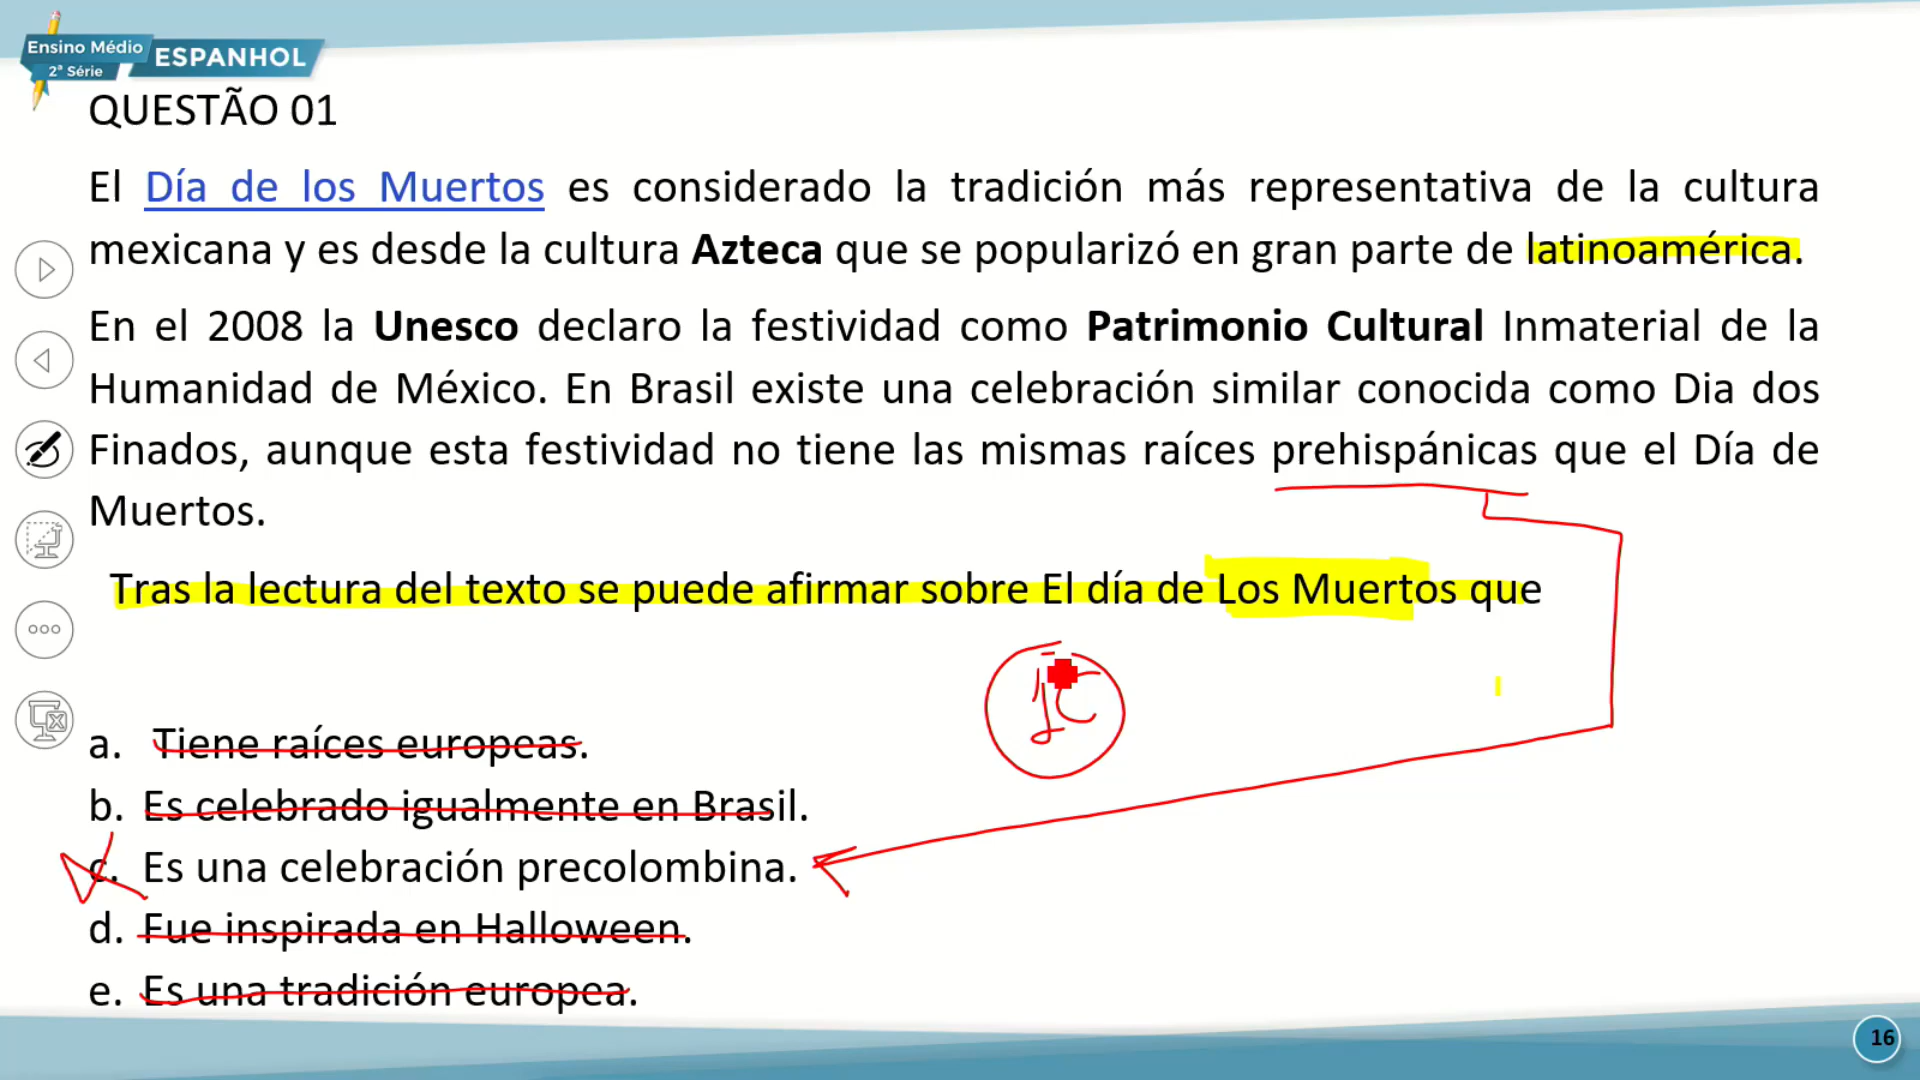 Ensino Médio
2ª Série
ESPANHOL
QUESTÃO 01
El Día de los Muertos es considerado la tradición más representativa de la cultura
mexicana y es desde la cultura Azteca que se popularizó en gran parte de latinoamérica.
En el 2008 la Unesco declaro la festividad como Patrimonio Cultural Inmaterial de la
Humanidad de México. En Brasil existe una celebración similar conocida como Dia dos
Finados, aunque esta festividad no tiene las mismas raíces prehispánicas que el Día de
Muertos.
Tras la lectura del texto se puede afirmar sobre El día de Los Muertos que
a. Tiene raíces europeas.
b. Es celebrado igualmente en Brasil.
c. Es una celebración precolombina.
d. Fue inspirada en Halloween.
e. Es una tradición europea.
16